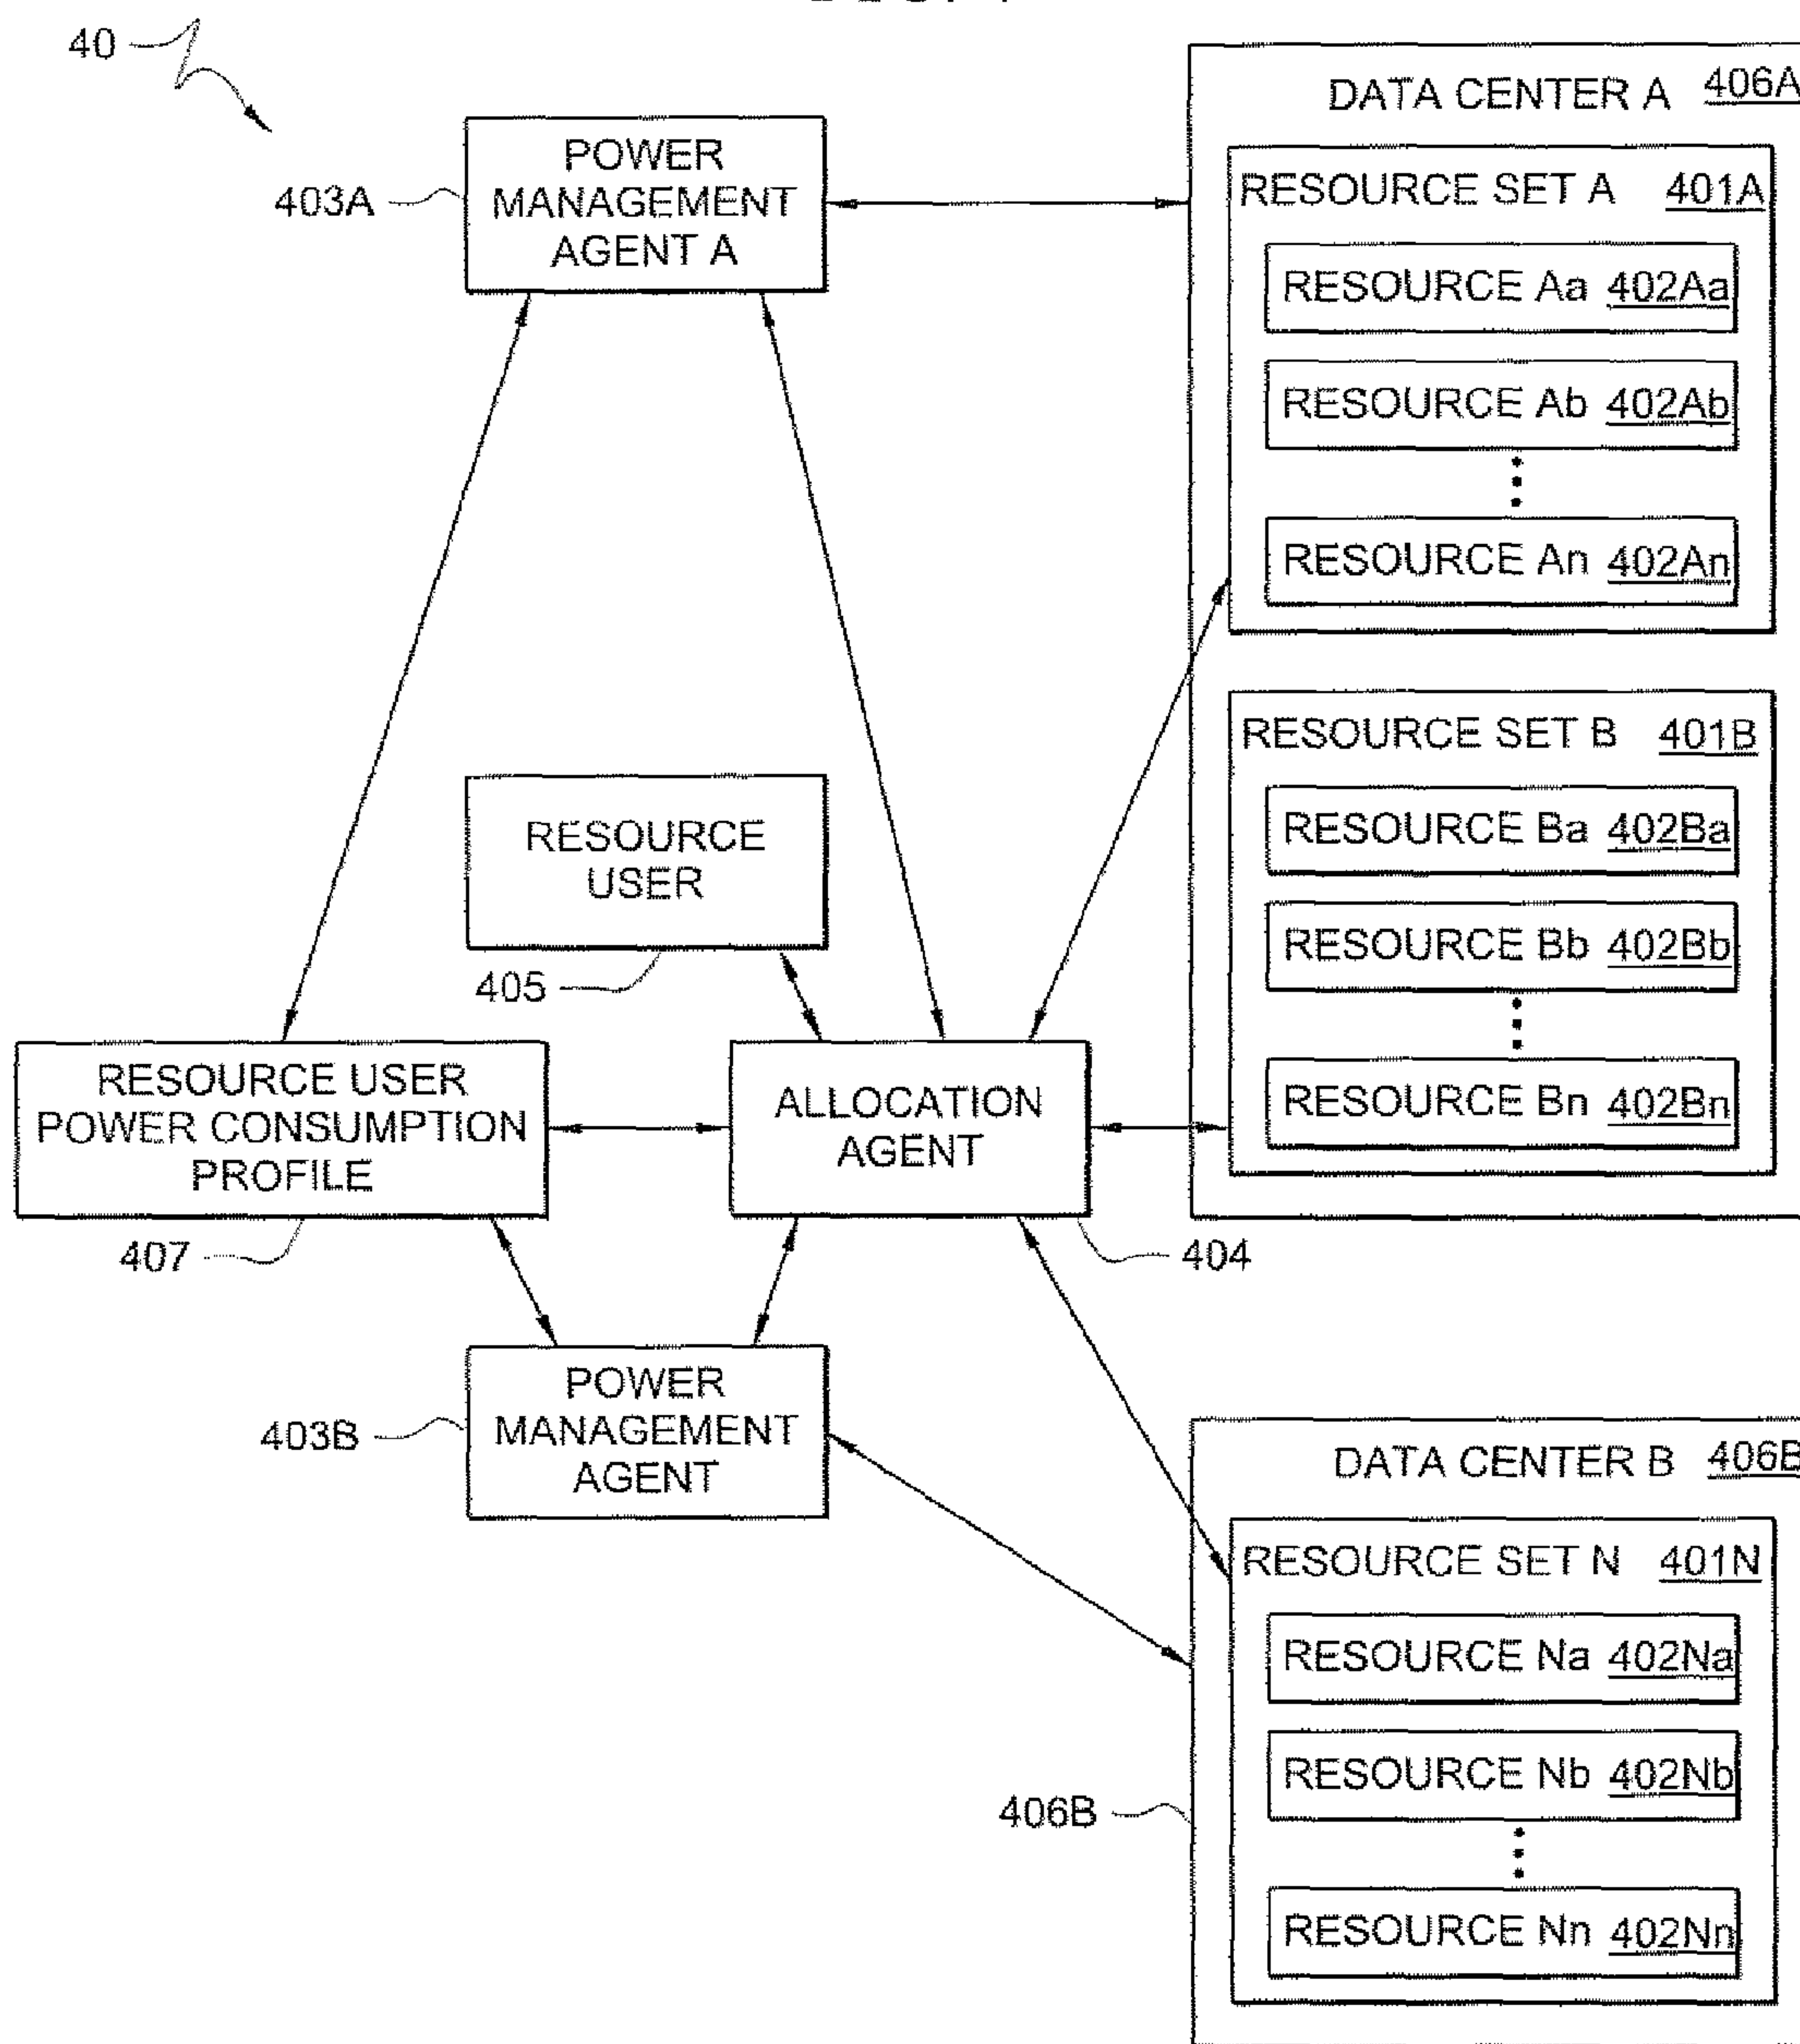 40
POWER
MANAGEMENT
AGENT A
403A
DATA CENTER A 406A
RESOURCE SET A 401A
RESOURCE Aa 402Aa
RESOURCE Ab 402Ab
RESOURCE An 402An
RESOURCE SET B 401B
RESOURCE Ba 402Ba
RESOURCE Bb 402Bb
RESOURCE Bn 402Bn
RESOURCE
USER
405
RESOURCE USER
POWER CONSUMPTION
PROFILE
407
ALLOCATION
AGENT
404
POWER
MANAGEMENT
AGENT
403B
DATA CENTER B 406B
RESOURCE SET N 401N
RESOURCE Na 402Na
RESOURCE Nb 402Nb
RESOURCE Nn 402Nn
406B